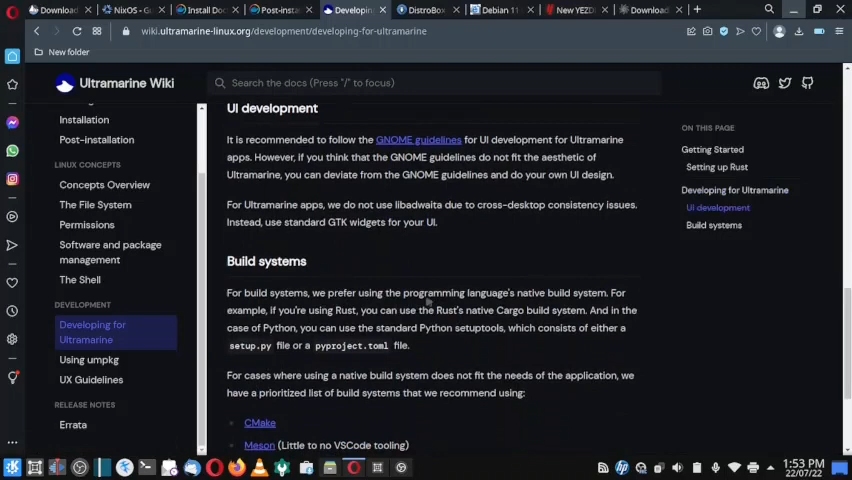 Download
NixOS - G
Install Doc
Post-insta
Developing
DistroBox
Debian 11
New YEZD
Download
wiki.ultramarine-linux.org/development/developing-for-ultramarine
New folder
Ultramarine Wiki
Search the docs (Press "/" to focus)
Installation
Post-installation
LINUX CONCEPTS
Concepts Overview
The File System
Permissions
Software and package
management
The Shell
DEVELOPMENT
Developing for
Ultramarine
Using umpkg
UX Guidelines
RELEASE NOTES
Errata
UI development
It is recommended to follow the GNOME guidelines for UI development for Ultramarine
apps. However, if you think that the GNOME guidelines do not fit the aesthetic of
Ultramarine, you can deviate from the GNOME guidelines and do your own UI design.
For Ultramarine apps, we do not use libadwaita due to cross-desktop consistency issues.
Instead, use standard GTK widgets for your UI.
Build systems
For build systems, we prefer using the programming language's native build system. For
example, if you're using Rust, you can use the Rust's native Cargo build system. And in the
case of Python, you can use the standard Python setuptools, which consists of either a
setup.py file or a pyproject.toml file.
For cases where using a native build system does not fit the needs of the application, we
have a prioritized list of build systems that we recommend using:
CMake
Meson (Little to no VSCode tooling)
ON THIS PAGE
Getting Started
Setting up Rust
Developing for Ultramarine
UI development
Build systems
1:53 PM
22/07/22